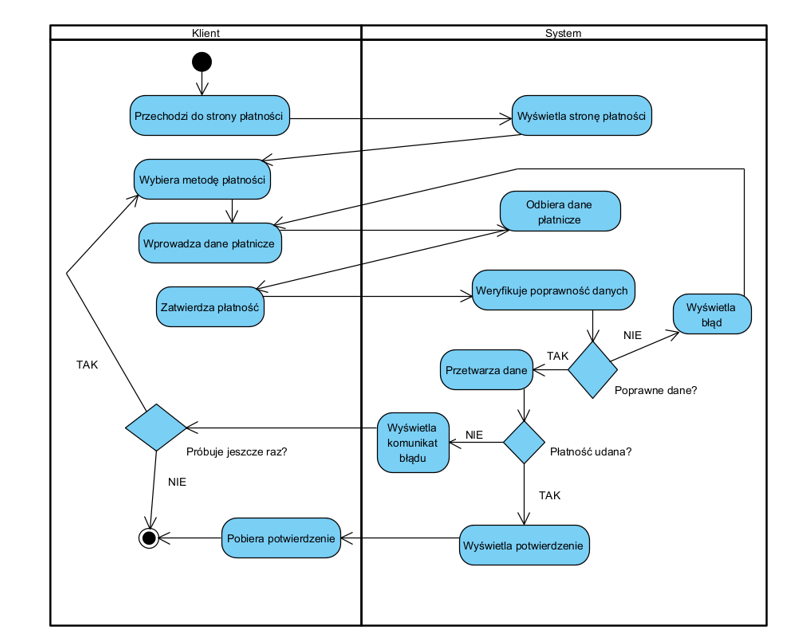 Klient
System
Przechodzi do strony płatności
Wyświetla stronę płatności
Wybiera metodę płatności
Odbiera dane
płatnicze
Wprowadza dane płatnicze
Zatwierdza płatność
Weryfikuje poprawność danych
Wyświetla
błąd
NIE
TAK
Przetwarza dane
Poprawne dane?
TAK
Wyświetla
komunikat
błędu
NIE
Płatność udana?
Próbuje jeszcze raz?
NIE
TAK
Pobiera potwierdzenie
Wyświetla potwierdzenie